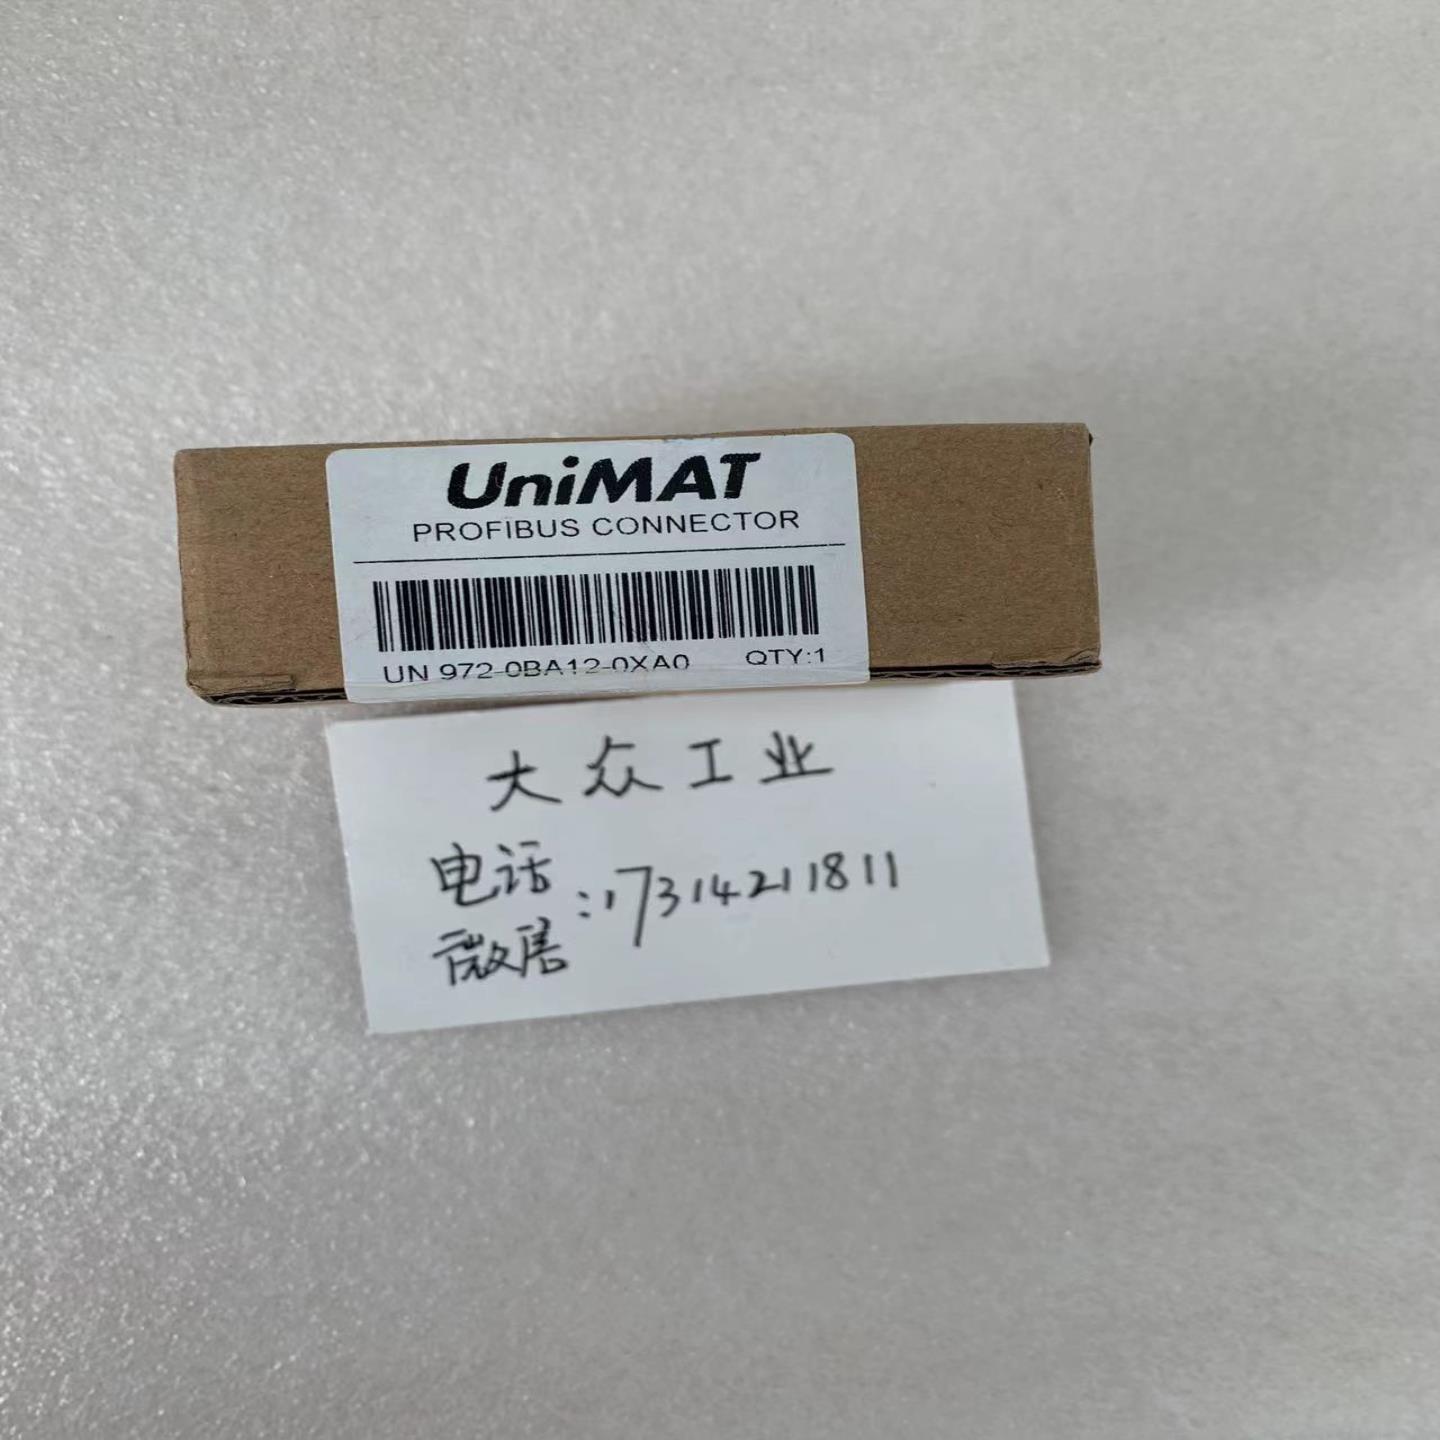 UniMAT
PROFIBUS CONNECTOR
UN 972-0BA12-0XA0 QTY:1
大众工业
电话
:17314211811
微信